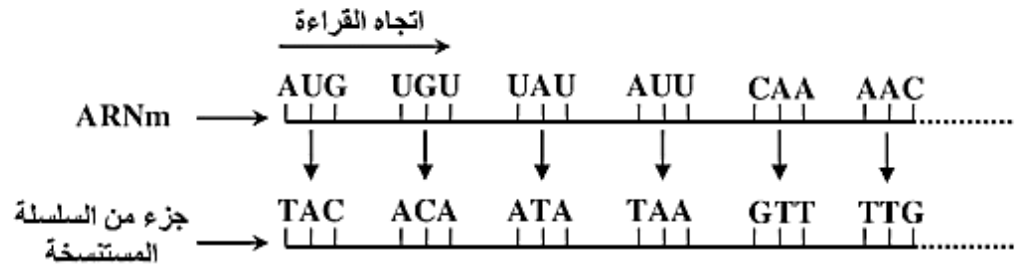 اتجاه القراءة
AUG UGU UAU AUU CAA AAC
ARNm
TAC ACA ATA TAA GTT TTG
جزء من السلسلة
المستنسخة